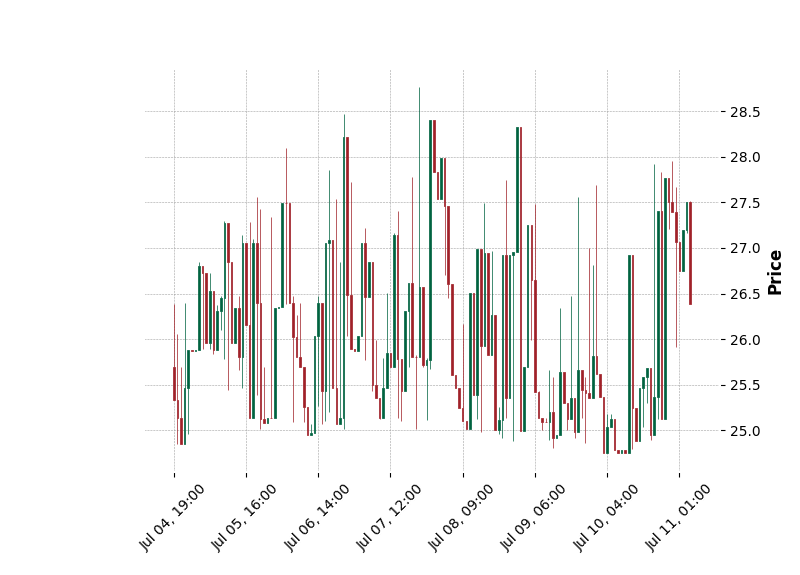 28.5
28.0
27.5
27.0
26.5
26.0
25.5
25.0
Price
Jul 04, 19:00
Jul 05, 16:00
Jul 06, 14:00
Jul 07, 12:00
Jul 08, 09:00
Jul 09, 06:00
Jul 10, 04:00
Jul 11, 01:00